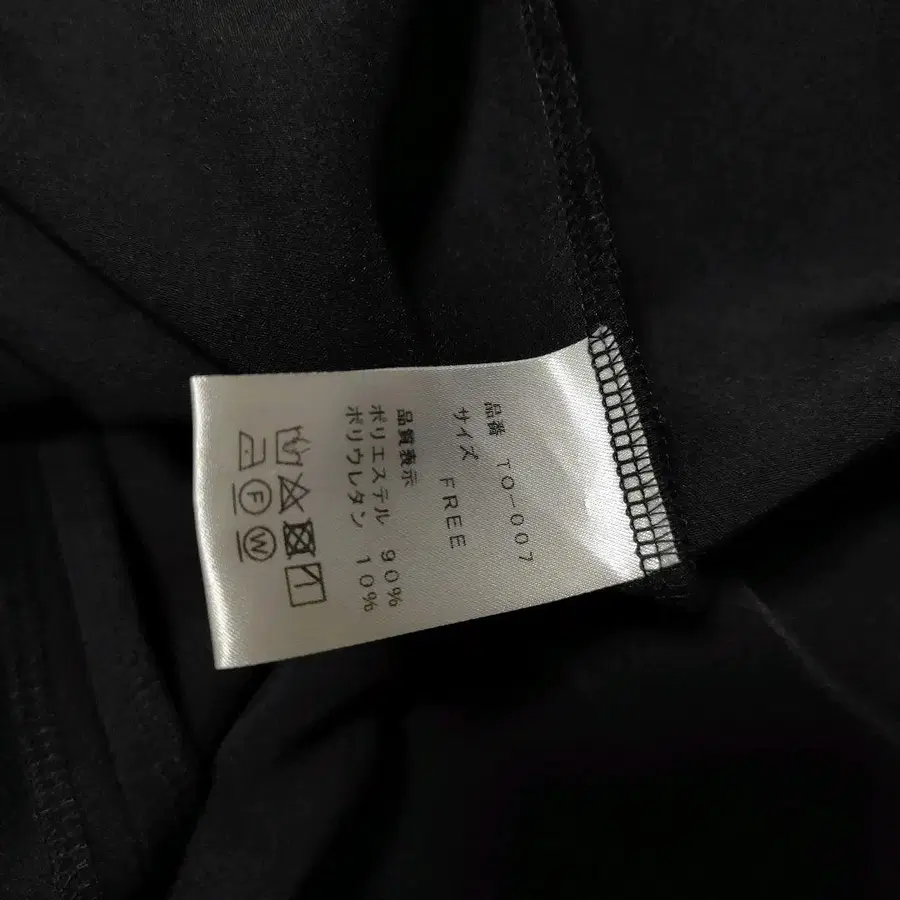 品番 TO-007
サイズ FREE
品質表示
ポリエステル 90%
ポリウレタン 10%
F W